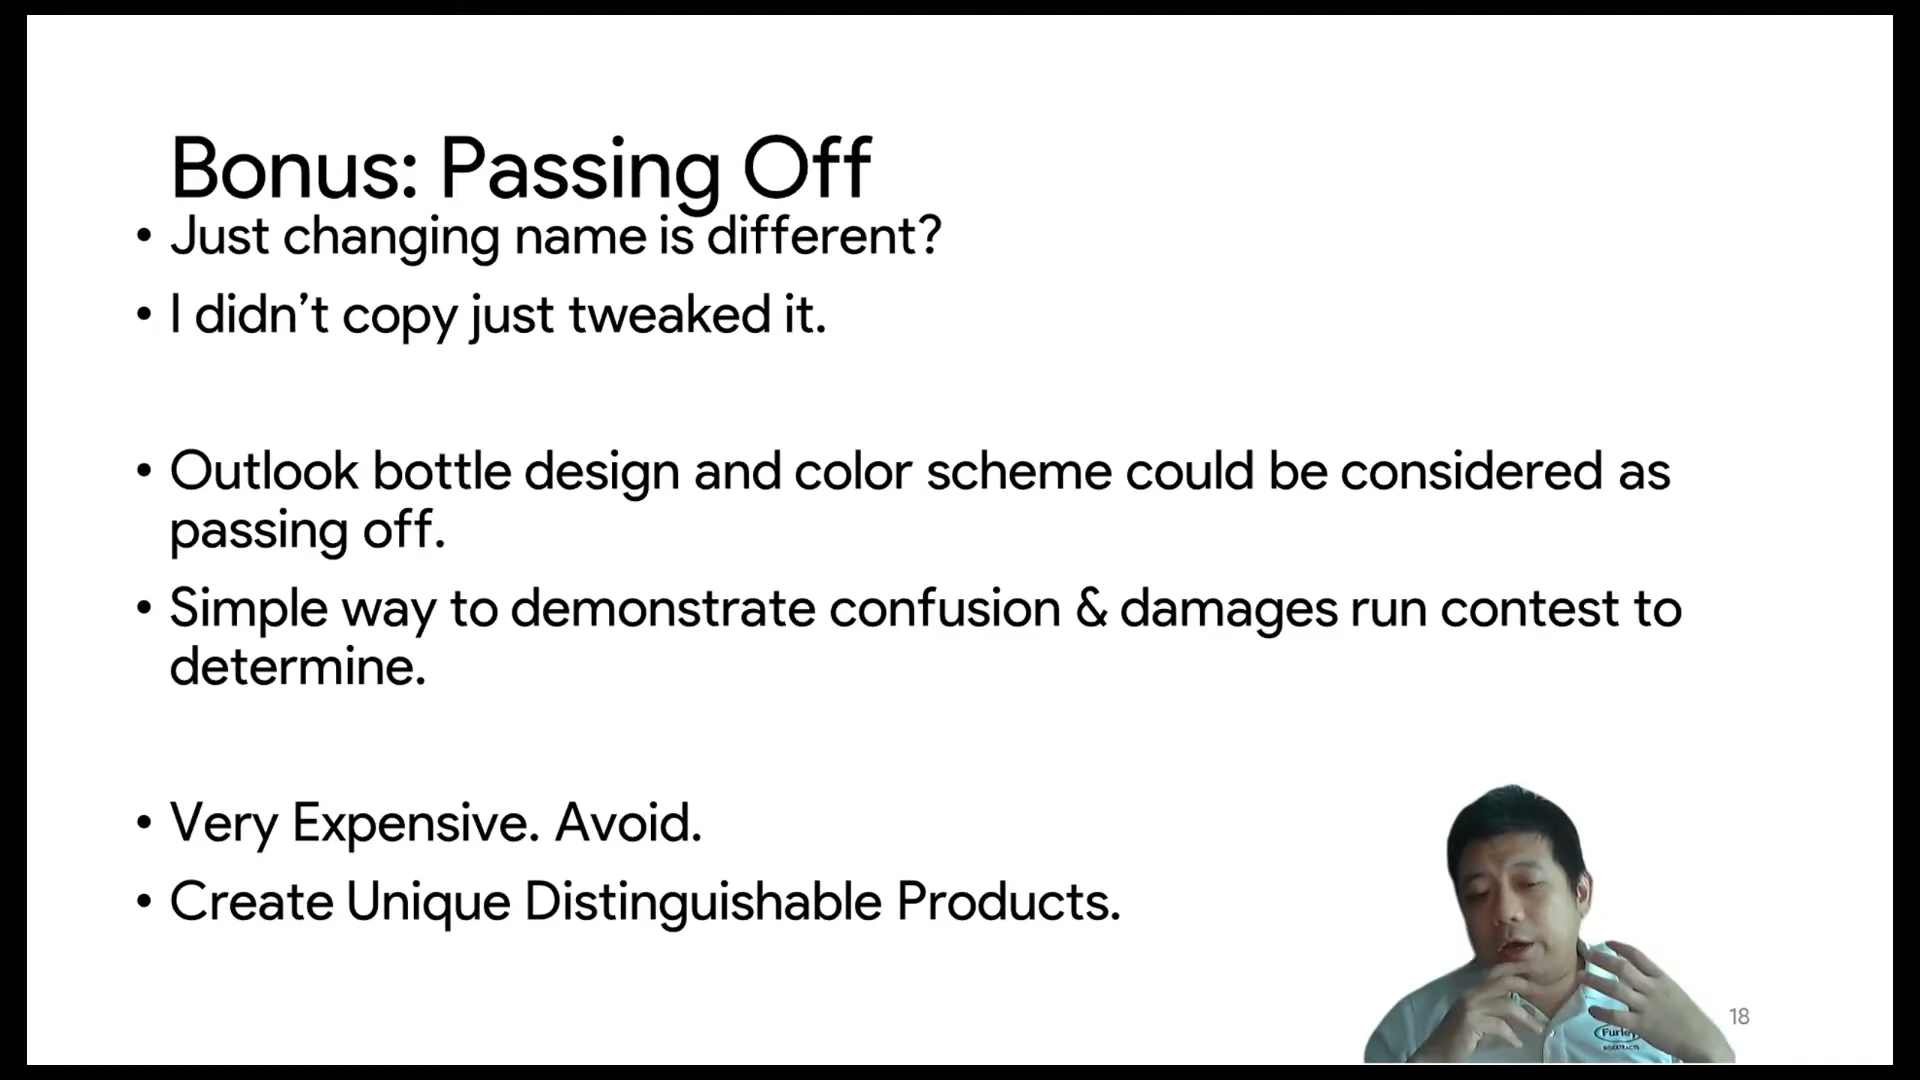 Bonus: Passing Off
• Just changing name is different?
• I didn’t copy just tweaked it.
• Outlook bottle design and color scheme could be considered as
passing off.
• Simple way to demonstrate confusion & damages run contest to
determine.
• Very Expensive. Avoid.
• Create Unique Distinguishable Products.
18